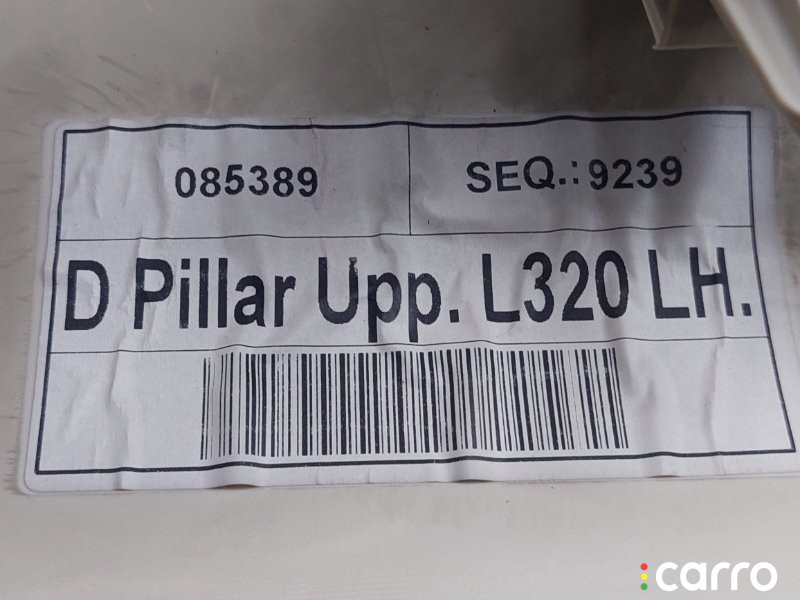 085389
SEQ.: 9239
D Pillar Upp. L320 LH.
carro